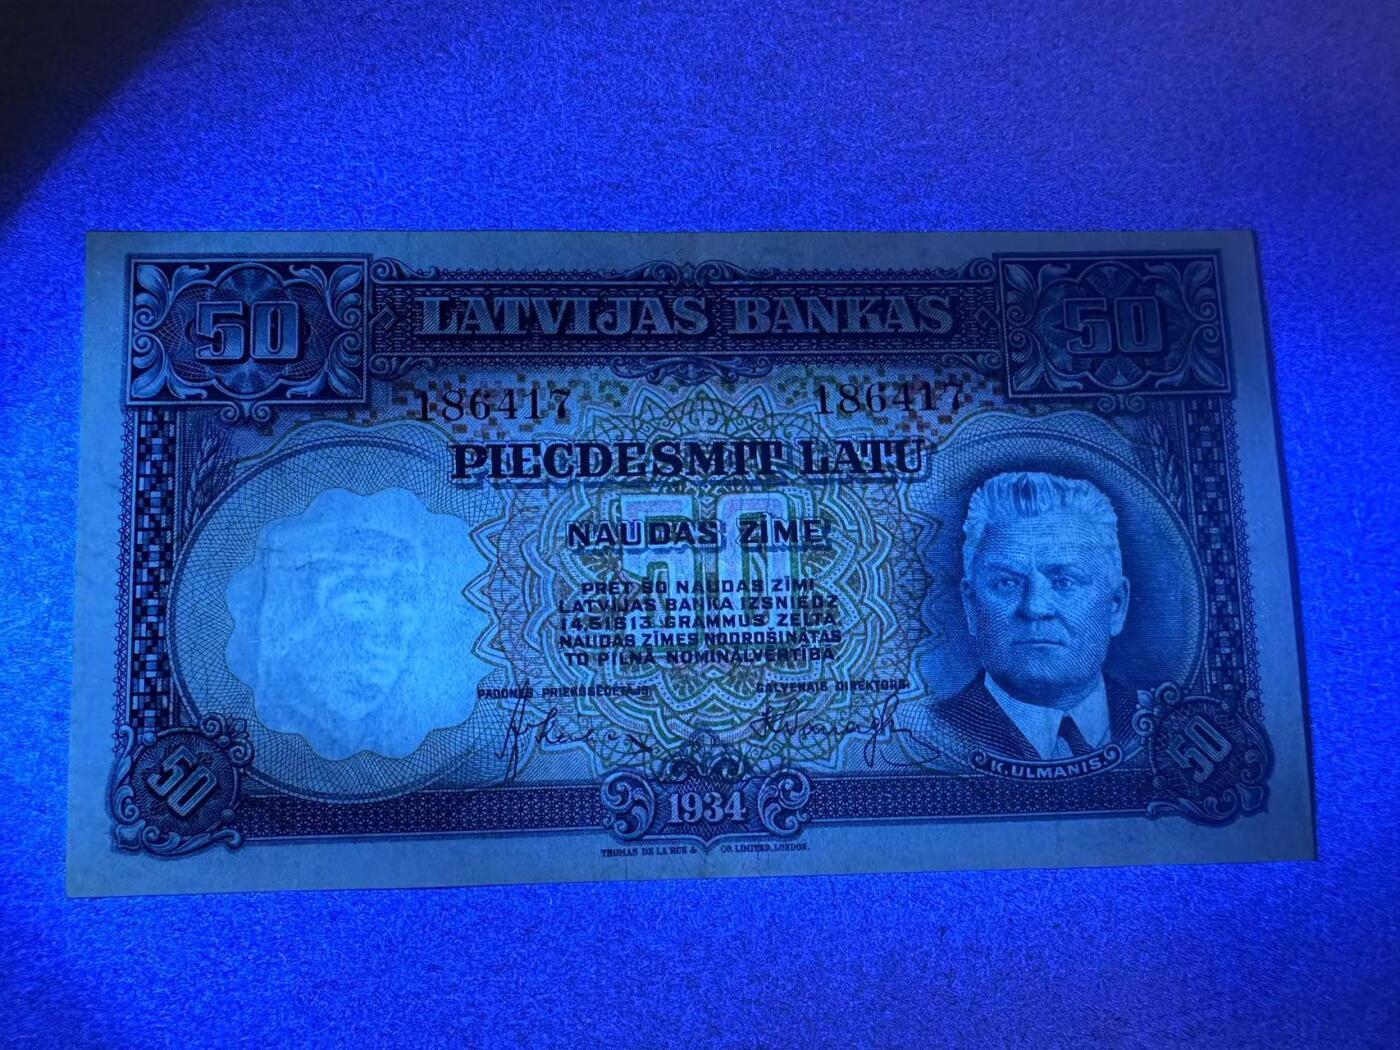 50 LATVIJAS BANKAS 50
186417 186417
PIECDESMIT LATU
50
NAUDAS ZĪME
PRET ŠO NAUDAS ZĪMI
LATVIJAS BANKA IZSNIEDZ
14,51613 GRAMMUS ZELTA.
NAUDAS ZĪMES NODROŠINĀTAS
TO PILNĀ NOMINĀLVĒRTĪBĀ
PADOMES PRIEKŠSĒDĒTĀJS: GALVENAIS DIREKTORS:
K. ULMANIS.
50 1934 50
THOMAS DE LA RUE & CO. LIMITED, LONDON.